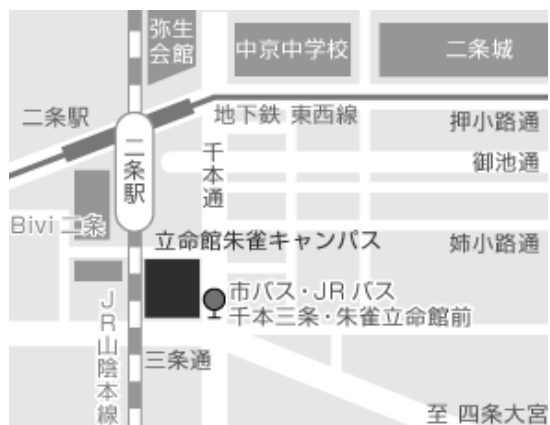 弥生
会館
中京中学校
二条城
二条駅
地下鉄 東西線
押小路通
二条駅
千本通
御池通
Bivi 二条
立命館朱雀キャンパス
姉小路通
市バス・JRバス
千本三条・朱雀立命館前
JR山陰本線
三条通
至 四条大宮